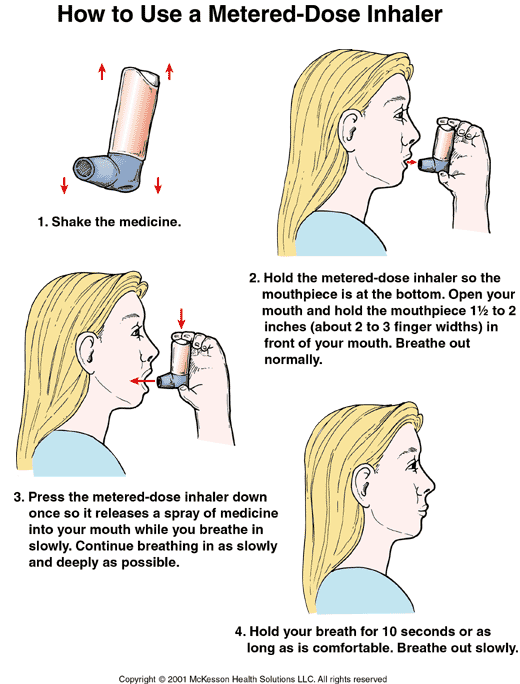 How to Use a Metered-Dose Inhaler
1. Shake the medicine.
2. Hold the metered-dose inhaler so the
mouthpiece is at the bottom. Open your
mouth and hold the mouthpiece 1½ to 2
inches (about 2 to 3 finger widths) in
front of your mouth. Breathe out
normally.
3. Press the metered-dose inhaler down
once so it releases a spray of medicine
into your mouth while you breathe in
slowly. Continue breathing in as slowly
and deeply as possible.
4. Hold your breath for 10 seconds or as
long as is comfortable. Breathe out slowly.
Copyright © 2001 McKesson Health Solutions LLC. All rights reserved